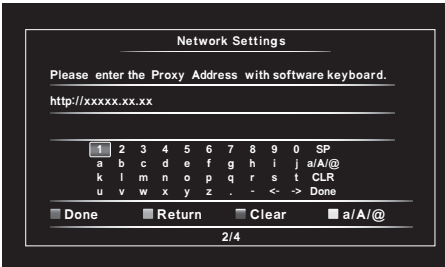 Network Settings
Please enter the Proxy Address with software keyboard.
http://xxxxx.xx.xx
1 2 3 4 5 6 7 8 9 0 SP
a b c d e f g h i j a/A/@
k l m n o p q r s t CLR
u v w x y z . - <- -> Done
Done Return Clear a/A/@
2/4